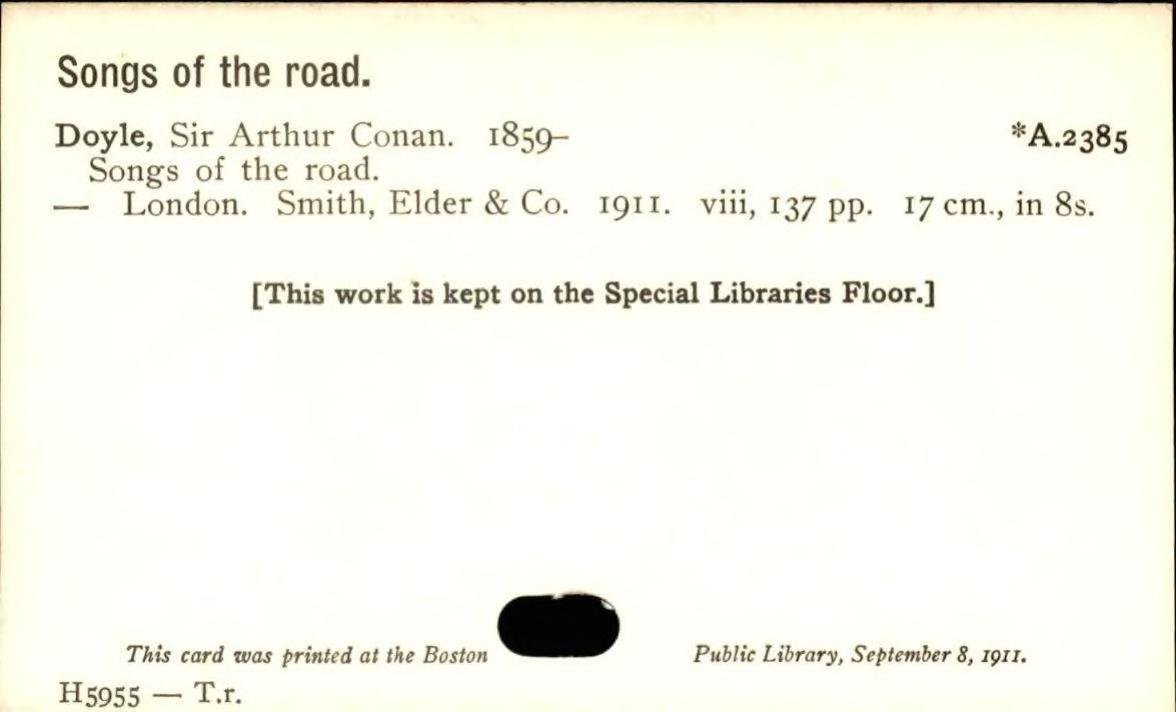 Songs of the road.
Doyle, Sir Arthur Conan. 1859– *A.2385
Songs of the road.
— London. Smith, Elder & Co. 1911. viii, 137 pp. 17 cm., in 8s.
[This work is kept on the Special Libraries Floor.]
This card was printed at the Boston Public Library, September 8, 1911.
H5955 — T.r.